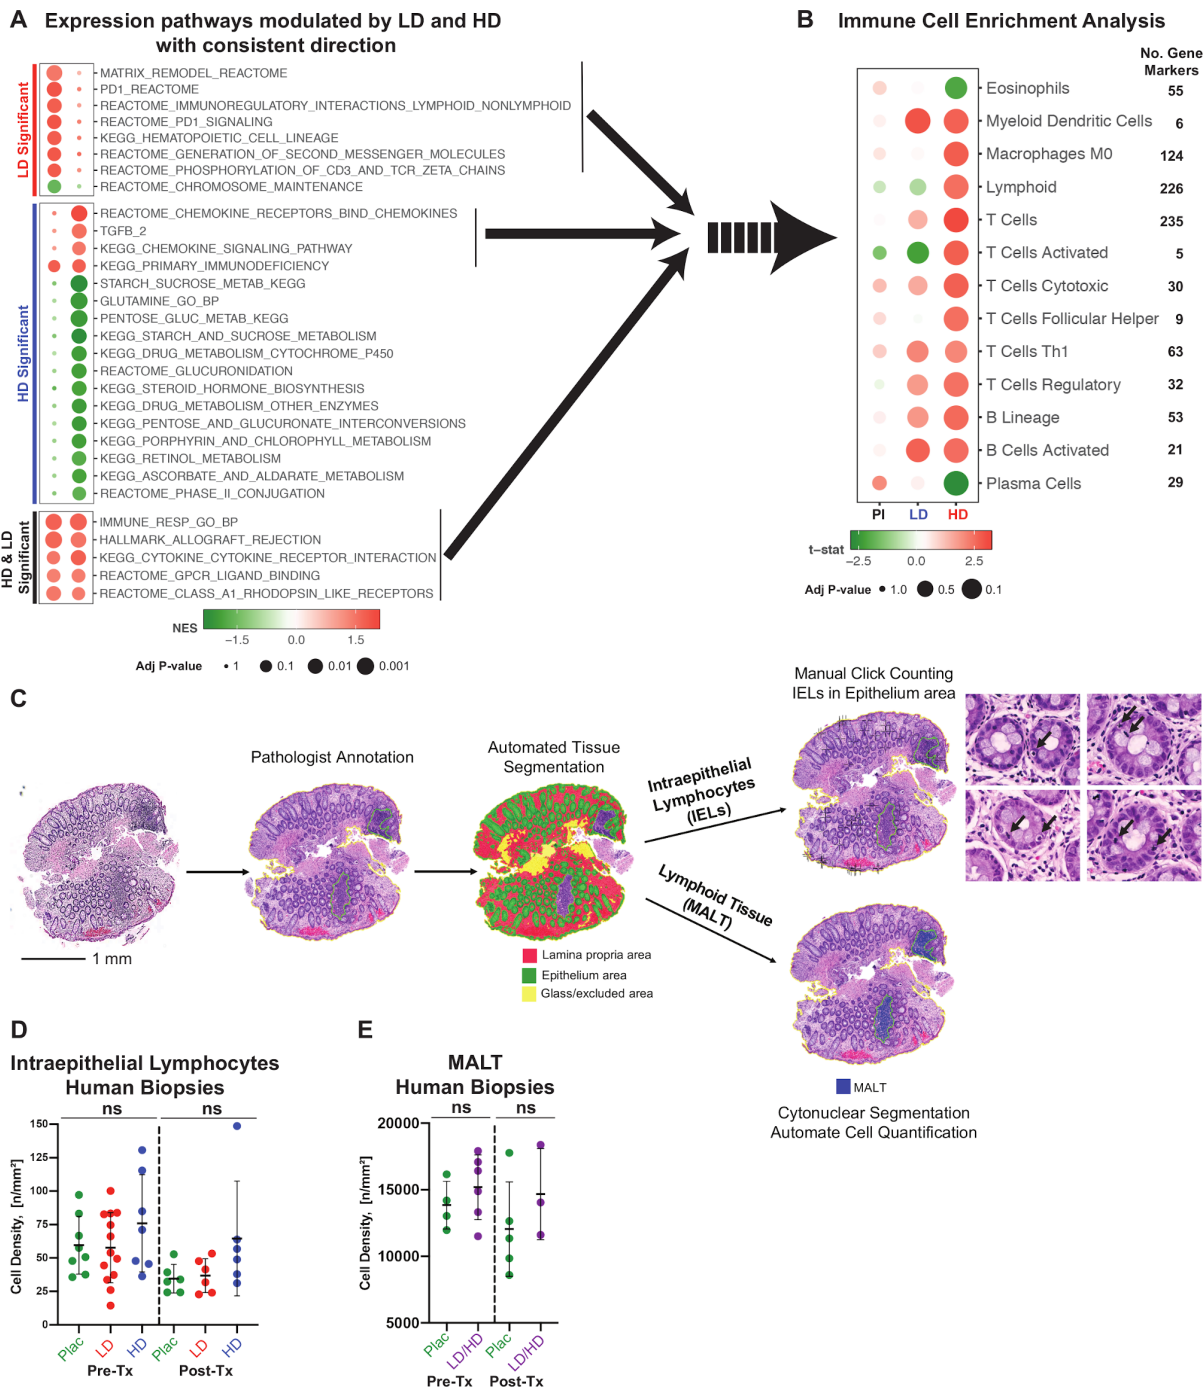 A Expression pathways modulated by LD and HD
with consistent direction
LD Significant
MATRIX_REMODEL_REACTOME
PD1_REACTOME
REACTOME_IMMUNOREGULATORY_INTERACTIONS_LYMPHOID_NONLYMPHOID
REACTOME_PD1_SIGNALING
KEGG_HEMATOPOIETIC_CELL_LINEAGE
REACTOME_GENERATION_OF_SECOND_MESSENGER_MOLECULES
REACTOME_PHOSPHORYLATION_OF_CD3_AND_TCR_ZETA_CHAINS
REACTOME_CHROMOSOME_MAINTENANCE
HD Significant
REACTOME_CHEMOKINE_RECEPTORS_BIND_CHEMOKINES
TGFB_2
KEGG_CHEMOKINE_SIGNALING_PATHWAY
KEGG_PRIMARY_IMMUNODEFICIENCY
STARCH_SUCROSE_METAB_KEGG
GLUTAMINE_GO_BP
PENTOSE_GLUC_METAB_KEGG
KEGG_STARCH_AND_SUCROSE_METABOLISM
KEGG_DRUG_METABOLISM_CYTOCHROME_P450
REACTOME_GLUCURONIDATION
KEGG_STEROID_HORMONE_BIOSYNTHESIS
KEGG_DRUG_METABOLISM_OTHER_ENZYMES
KEGG_PENTOSE_AND_GLUCURONATE_INTERCONVERSIONS
KEGG_PORPHYRIN_AND_CHLOROPHYLL_METABOLISM
KEGG_RETINOL_METABOLISM
KEGG_ASCORBATE_AND_ALDARATE_METABOLISM
REACTOME_PHASE_II_CONJUGATION
HD & LD
Significant
IMMUNE_RESP_GO_BP
HALLMARK_ALLOGRAFT_REJECTION
KEGG_CYTOKINE_CYTOKINE_RECEPTOR_INTERACTION
REACTOME_GPCR_LIGAND_BINDING
REACTOME_CLASS_A1_RHODOPSIN_LIKE_RECEPTORS
NES
−1.5 0.0 1.5
Adj P-value 1 0.1 0.01 0.001
B Immune Cell Enrichment Analysis
No. Gene
Markers
Eosinophils 55
Myeloid Dendritic Cells 6
Macrophages M0 124
Lymphoid 226
T Cells 235
T Cells Activated 5
T Cells Cytotoxic 30
T Cells Follicular Helper 9
T Cells Th1 63
T Cells Regulatory 32
B Lineage 53
B Cells Activated 21
Plasma Cells 29
Pl LD HD
t-stat
−2.5 0.0 2.5
Adj P-value 1.0 0.5 0.1
C
Pathologist Annotation
Automated Tissue
Segmentation
Intraepithelial
Lymphocytes
(IELs)
Lymphoid Tissue
(MALT)
Manual Click Counting
IELs in Epithelium area
1 mm
Lamina propria area
Epithelium area
Glass/excluded area
MALT
Cytonuclear Segmentation
Automate Cell Quantification
D
Intraepithelial Lymphocytes
Human Biopsies
ns ns
Cell Density, [n/mm²]
150
125
100
75
50
25
0
Plac LD HD Plac LD HD
Pre-Tx Post-Tx
E
MALT
Human Biopsies
ns ns
Cell Density, [n/mm²]
20000
15000
10000
5000
Plac LD/HD Plac LD/HD
Pre-Tx Post-Tx